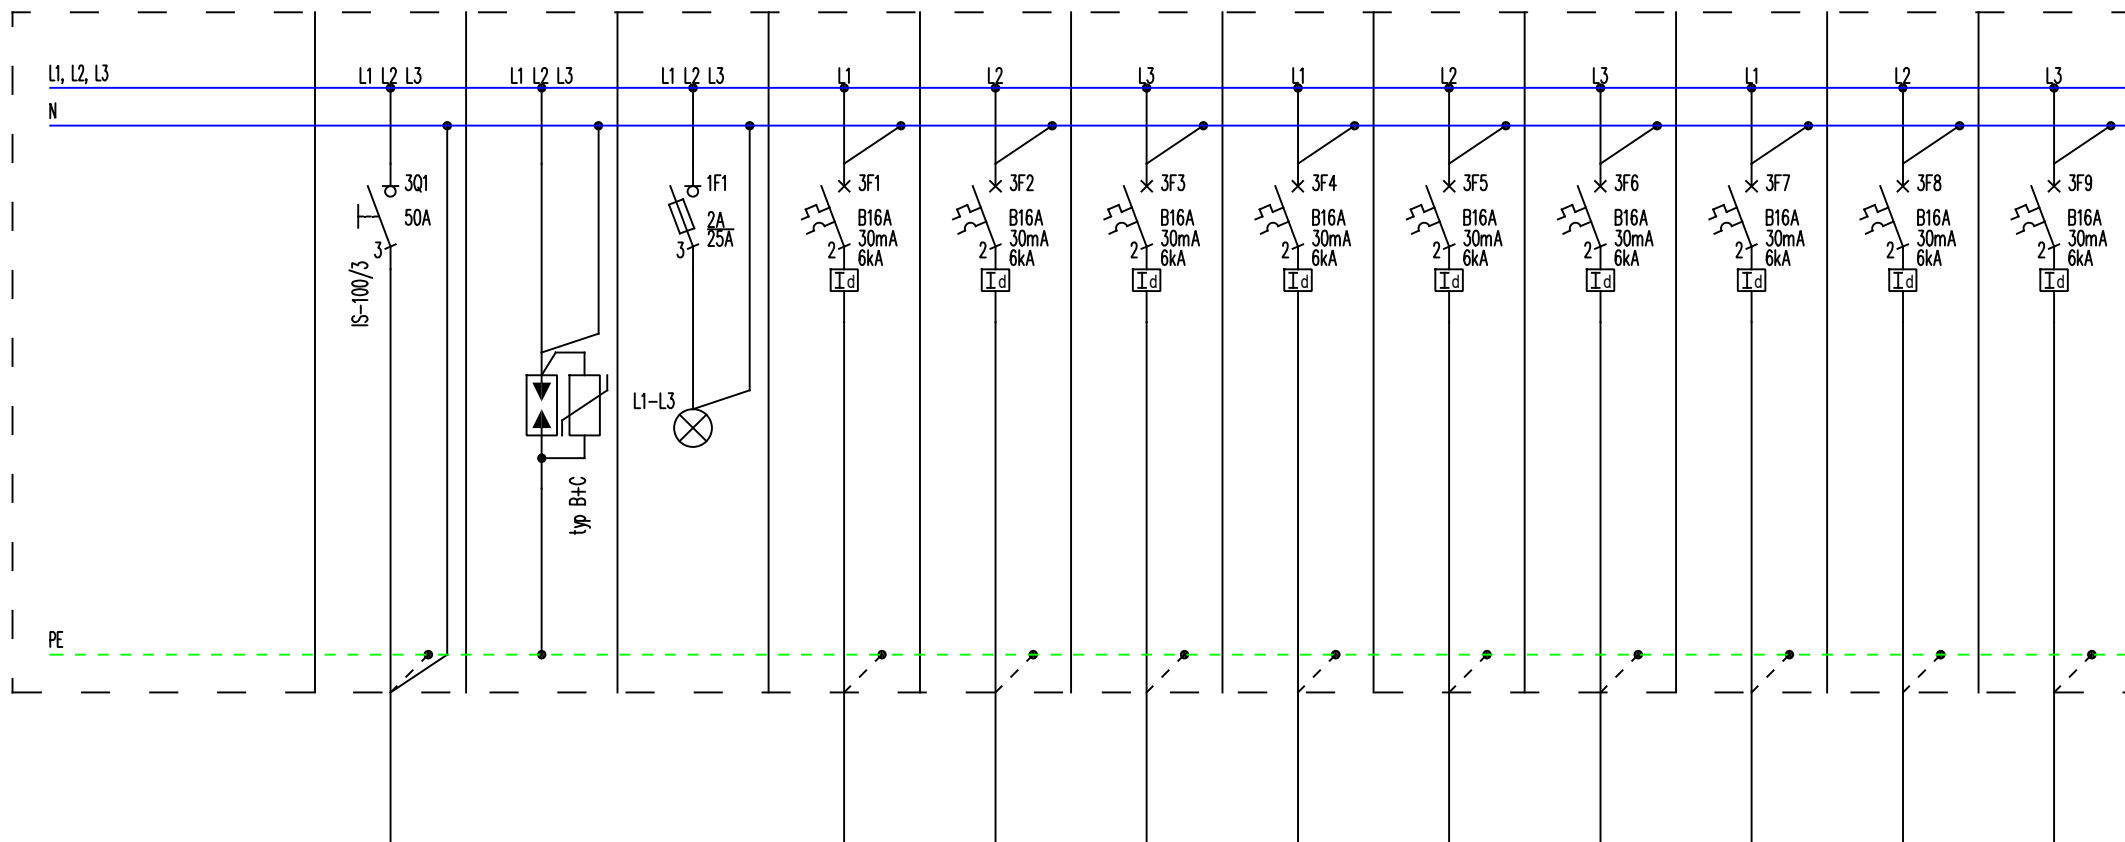 L1, L2, L3
L1 L2 L3
L1 L2 L3
L1 L2 L3
L1
L2
L3
L1
L2
L3
L1
L2
L3
N
3Q1
50A
3
IS-100/3
typ B+C
1F1
2A
25A
3
L1-L3
3F1
B16A
30mA
6kA
2
Id
3F2
B16A
30mA
6kA
2
Id
3F3
B16A
30mA
6kA
2
Id
3F4
B16A
30mA
6kA
2
Id
3F5
B16A
30mA
6kA
2
Id
3F6
B16A
30mA
6kA
2
Id
3F7
B16A
30mA
6kA
2
Id
3F8
B16A
30mA
6kA
2
Id
3F9
B16A
30mA
6kA
2
Id
PE